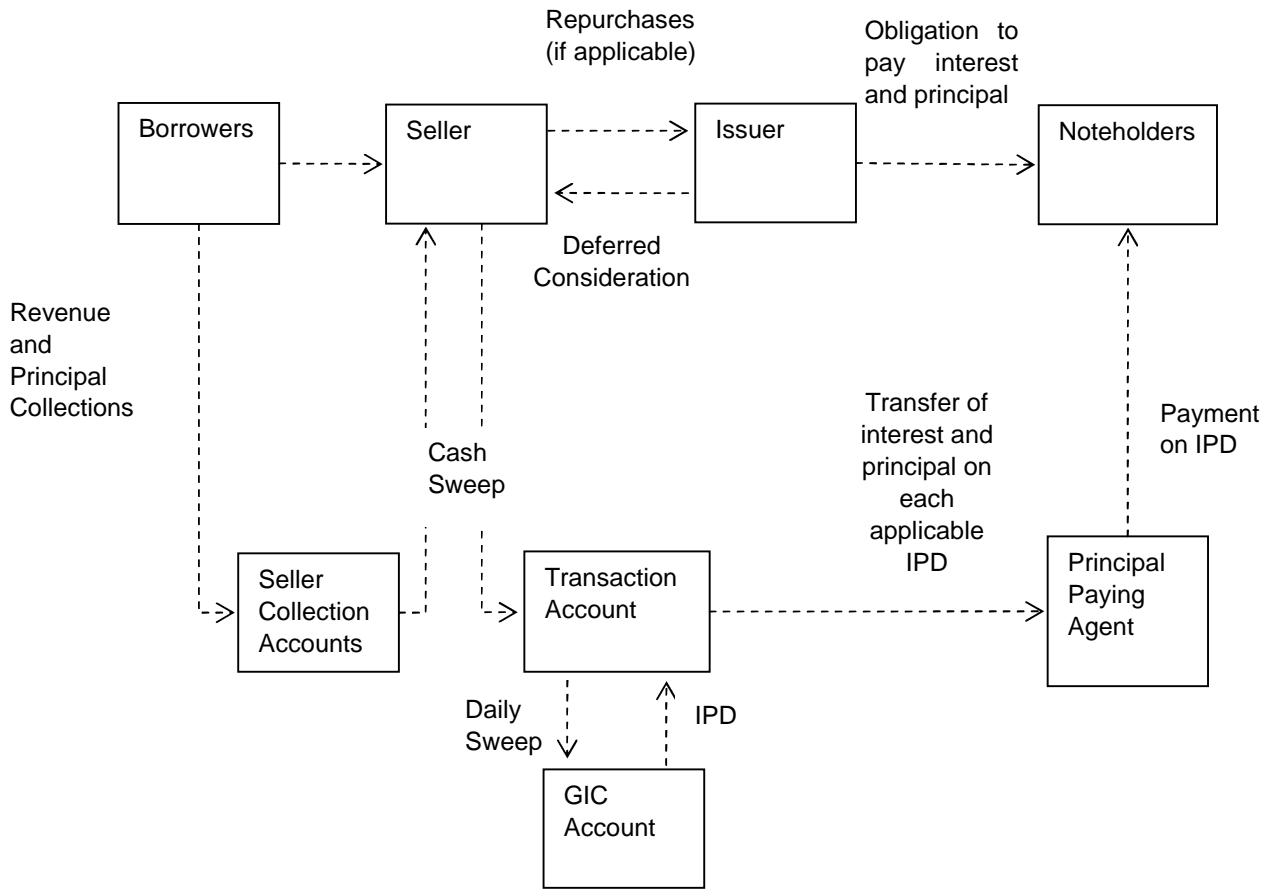 Repurchases
(if applicable)
Obligation to
pay interest
and principal
Borrowers
Seller
Issuer
Noteholders
Deferred
Consideration
Revenue
and
Principal
Collections
Cash
Sweep
Transfer of
interest and
principal on
each
applicable
IPD
Payment
on IPD
Seller
Collection
Accounts
Transaction
Account
Principal
Paying
Agent
Daily
Sweep
IPD
GIC
Account